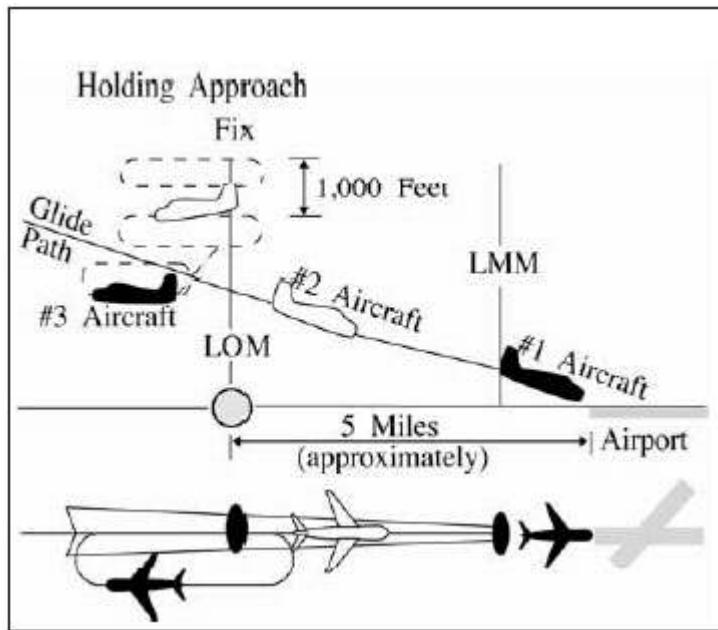 Holding Approach
Fix
1,000 Feet
Glide
Path
LMM
#2 Aircraft
#3 Aircraft
LOM
#1 Aircraft
5 Miles
(approximately)
Airport